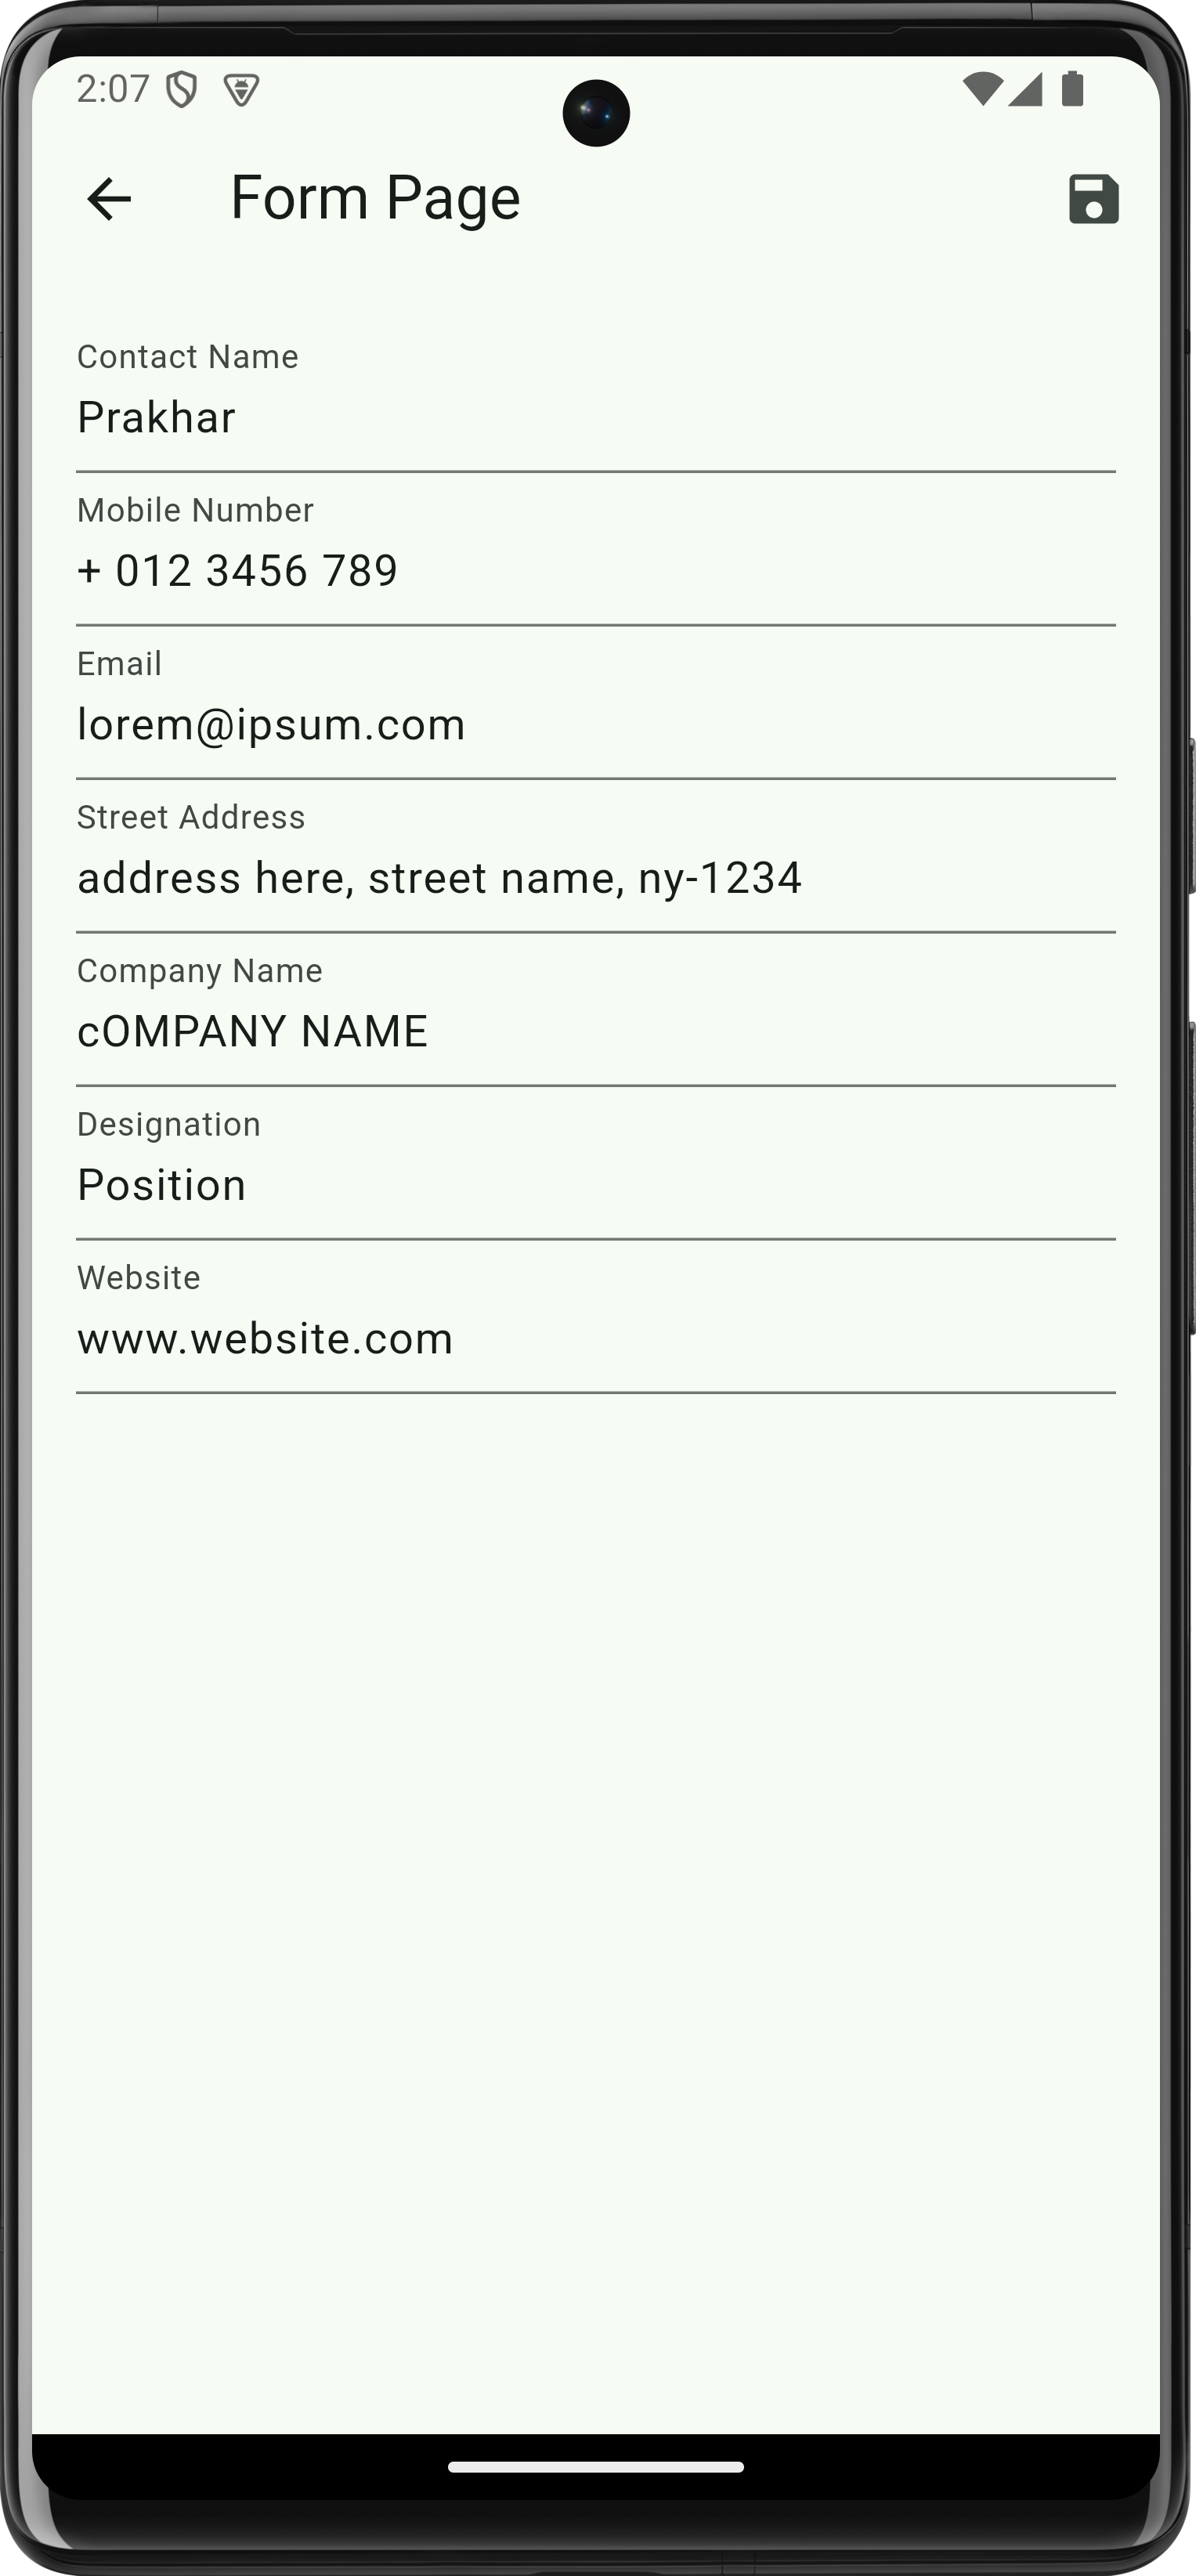 2:07
Form Page
Contact Name
Prakhar
Mobile Number
+ 012 3456 789
Email
lorem@ipsum.com
Street Address
address here, street name, ny-1234
Company Name
cOMPANY NAME
Designation
Position
Website
www.website.com